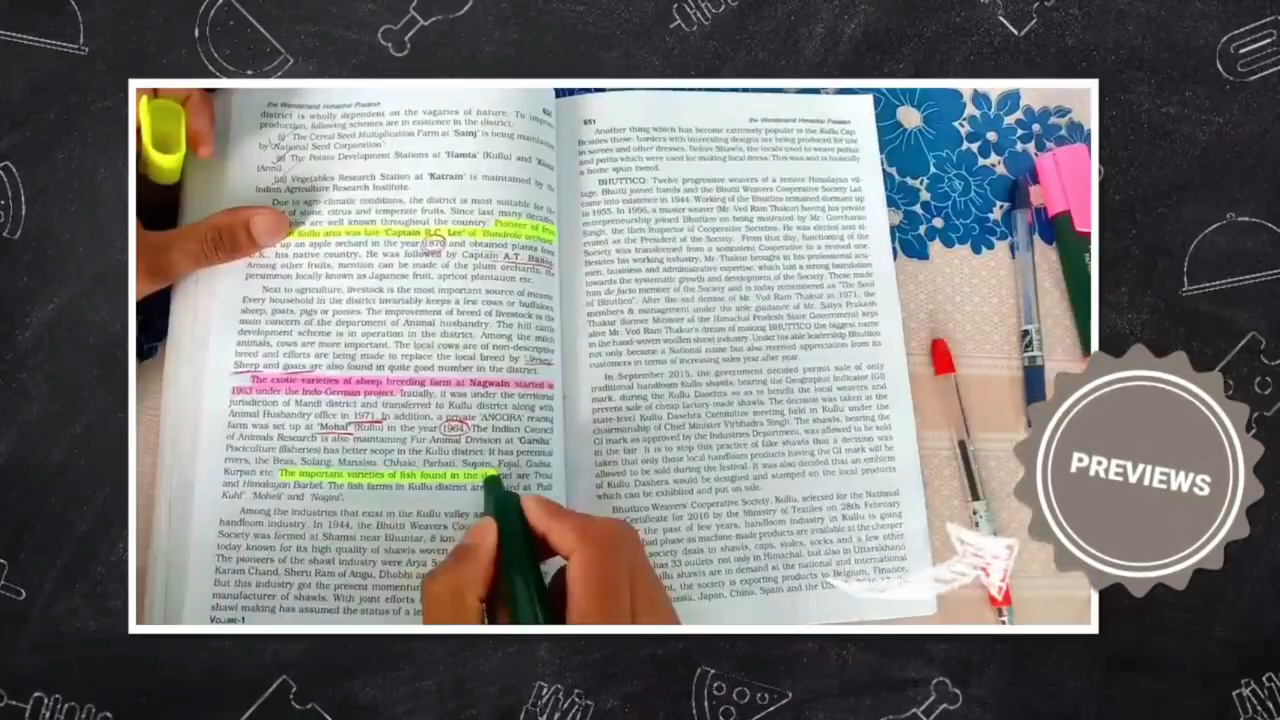 the Wonderland Himachal Pradesh
district is wholly dependent on the vagaries of nature. To
production, following schemes are in existence in the district:
(i) The Cereal Seed Multiplication Farm at 'Sainj' is being
by 'National Seed Corporation'
(ii) The Potato Development Stations at 'Hamta' (Kullu) and
(Anni).
(iii) Vegetables Research Station at 'Katrain' is maintained by the
Indian Agriculture Research Institute.
Due to agro-climatic conditions, the district is most suitable for the
of stone, citrus and temperate fruits. Since last many decades
are well known throughout the country. Pioneer of fruit
Kullu area was late 'Captain R.C. Lee' of 'Bundrole orchard
up an apple orchard in the year 1870 and obtained plants from
his native country. He was followed by Captain A.T. Banon.
Among other fruits, mention can be made of the plum orchards, the
persimmon locally known as Japanese fruit, apricot plantation etc.
Next to agriculture, livestock is the most important source of income
Every household in the district invariably keeps a few cows or buffaloes,
sheep, goats, pigs or ponies. The improvement of breed of livestock is the
main concern of the department of Animal husbandry. The hill cattle
development scheme is in operation in the district. Among the milch
animals, cows are more important. The local cows are of non-descriptive
breed and efforts are being made to replace the local breed by 'Jersey'.
Sheep and goats are also found in quite good number in the district.
The exotic varieties of sheep breeding farm at Nagwain started in
1963 under the Indo-German project. Initially, it was under the territorial
jurisdiction of Mandi district and transferred to Kullu district along with
Animal Husbandry office in 1971. In addition, a private 'ANGORA' rearing
farm was set up at 'Mohal' (Kullu) in the year 1964. The Indian Council
of Animals Research is also maintaining Fur Animal Division at 'Garsha'.
Pisciculture (fisheries) has better scope in the Kullu district. It has perennial
rivers, the Beas, Solang, Manalsu, Chhaki, Parbati, Sujoin, Fojal, Gadsa,
Kurpan etc. The important varieties of fish found in the are Trout
and Himalayan Barbel. The fish farms in Kullu district are at 'Patli
Kuhl' 'Moheli' and 'Nagini'.
Among the industries that exist in the Kullu valley
handloom industry. In 1944, the Bhutti Weavers
Society was formed at Shamsi near Bhuntar, 8 km.
today known for its high quality of shawls woven
The pioneers of the shawl industry were Arya
Karam Chand, Sheru Ram of Angu, Dhobhi
But this industry got the present momentum
manufacturer of shawls. With joint efforts
shawl making has assumed the status of a
VOLUME-1
651
the Wonderland Himachal Pradesh
Another thing which has become extremely popular is the Kullu Cap.
Besides these: borders with interesting designs are being produced for use
in sarees and other dresses. Before Shawls, the locals used to weave pattus
and pattis which were used for making local dress. This was and is basically
a home spun tweed.
BHUTTICO: Twelve progressive weavers of a remote Himalayan vil-
lage, Bhutti joined hands and the Bhutti Weavers Cooperative Society Ltd.
came into existence in 1944. Working of the Bhuttico remained dormant up
to 1955. In 1956, a master weaver (Mr. Ved Ram Thakur) having his private
entrepreneurship joined Bhuttico on being motivated by Mr. Gurcharan
Singh, the then Inspector of Cooperative Societies. He was elected and el-
evated as the President of the Society. From that day, functioning of the
Society was transformed from a somnolent Cooperative to a revived one.
Besides his working industry, Mr. Thakur broughts in his professional acu-
men, business and administrative expertise, which laid a strong foundation
towards the systematic growth and development of the Society. These made
him de facto member of the Society and is today remembered as "The Soul
of Bhuttico". After the sad demise of Mr. Ved Ram Thakur in 1971, the
members & management under the able guidance of Mr. Satya Prakash
Thakur (former Minister of the Himachal Pradesh State Government) kept
alive Mr. Ved Ram Thakur's dream of making BHUTTICO the biggest name
in the hand-woven woollen shawl industry. Under his able leadership Bhuttico
not only became a National name but also received appreciation from its
customers in terms of increasing sales year after year.
In September 2015, the government decided permit sale of only
traditional handloom Kullu shawls, bearing the Geographic Indicator (GI)
mark, during the Kullu Dasehra so as to benefit the local weavers and
prevent sale of cheap factory-made shawls. The decision was taken at the
state-level Kullu Dasehra Committee meeting held in Kullu under the
chairmanship of Chief Minister Virbhadra Singh. The shawls, bearing the
GI mark as approved by the Industries Department, was allowed to be sold
in the fair. It is to stop this practice of fake shawls that a decision was
taken that only those local handloom products having the GI mark will be
allowed to be sold during the festival. It was also decided that an emblem
of Kullu Dashera would be designed and stamped on the local products
which can be exhibited and put on sale.
Bhuttico Weavers' Cooperative Society, Kullu, selected for the National
Certificate for 2016 by the Ministry of Textiles on 28th February
the past of few years, handloom industry in Kullu is going
bad phase as machine-made products are available at the cheaper
society deals in shawls, caps, stoles, socks and a few other
has 33 outlets not only in Himachal, but also in Uttarakhand
shawls are in demand at the national and international
the society is exporting products to Belgium, Finance,
Russia, Japan, China, Spain and the
PREVIEWS